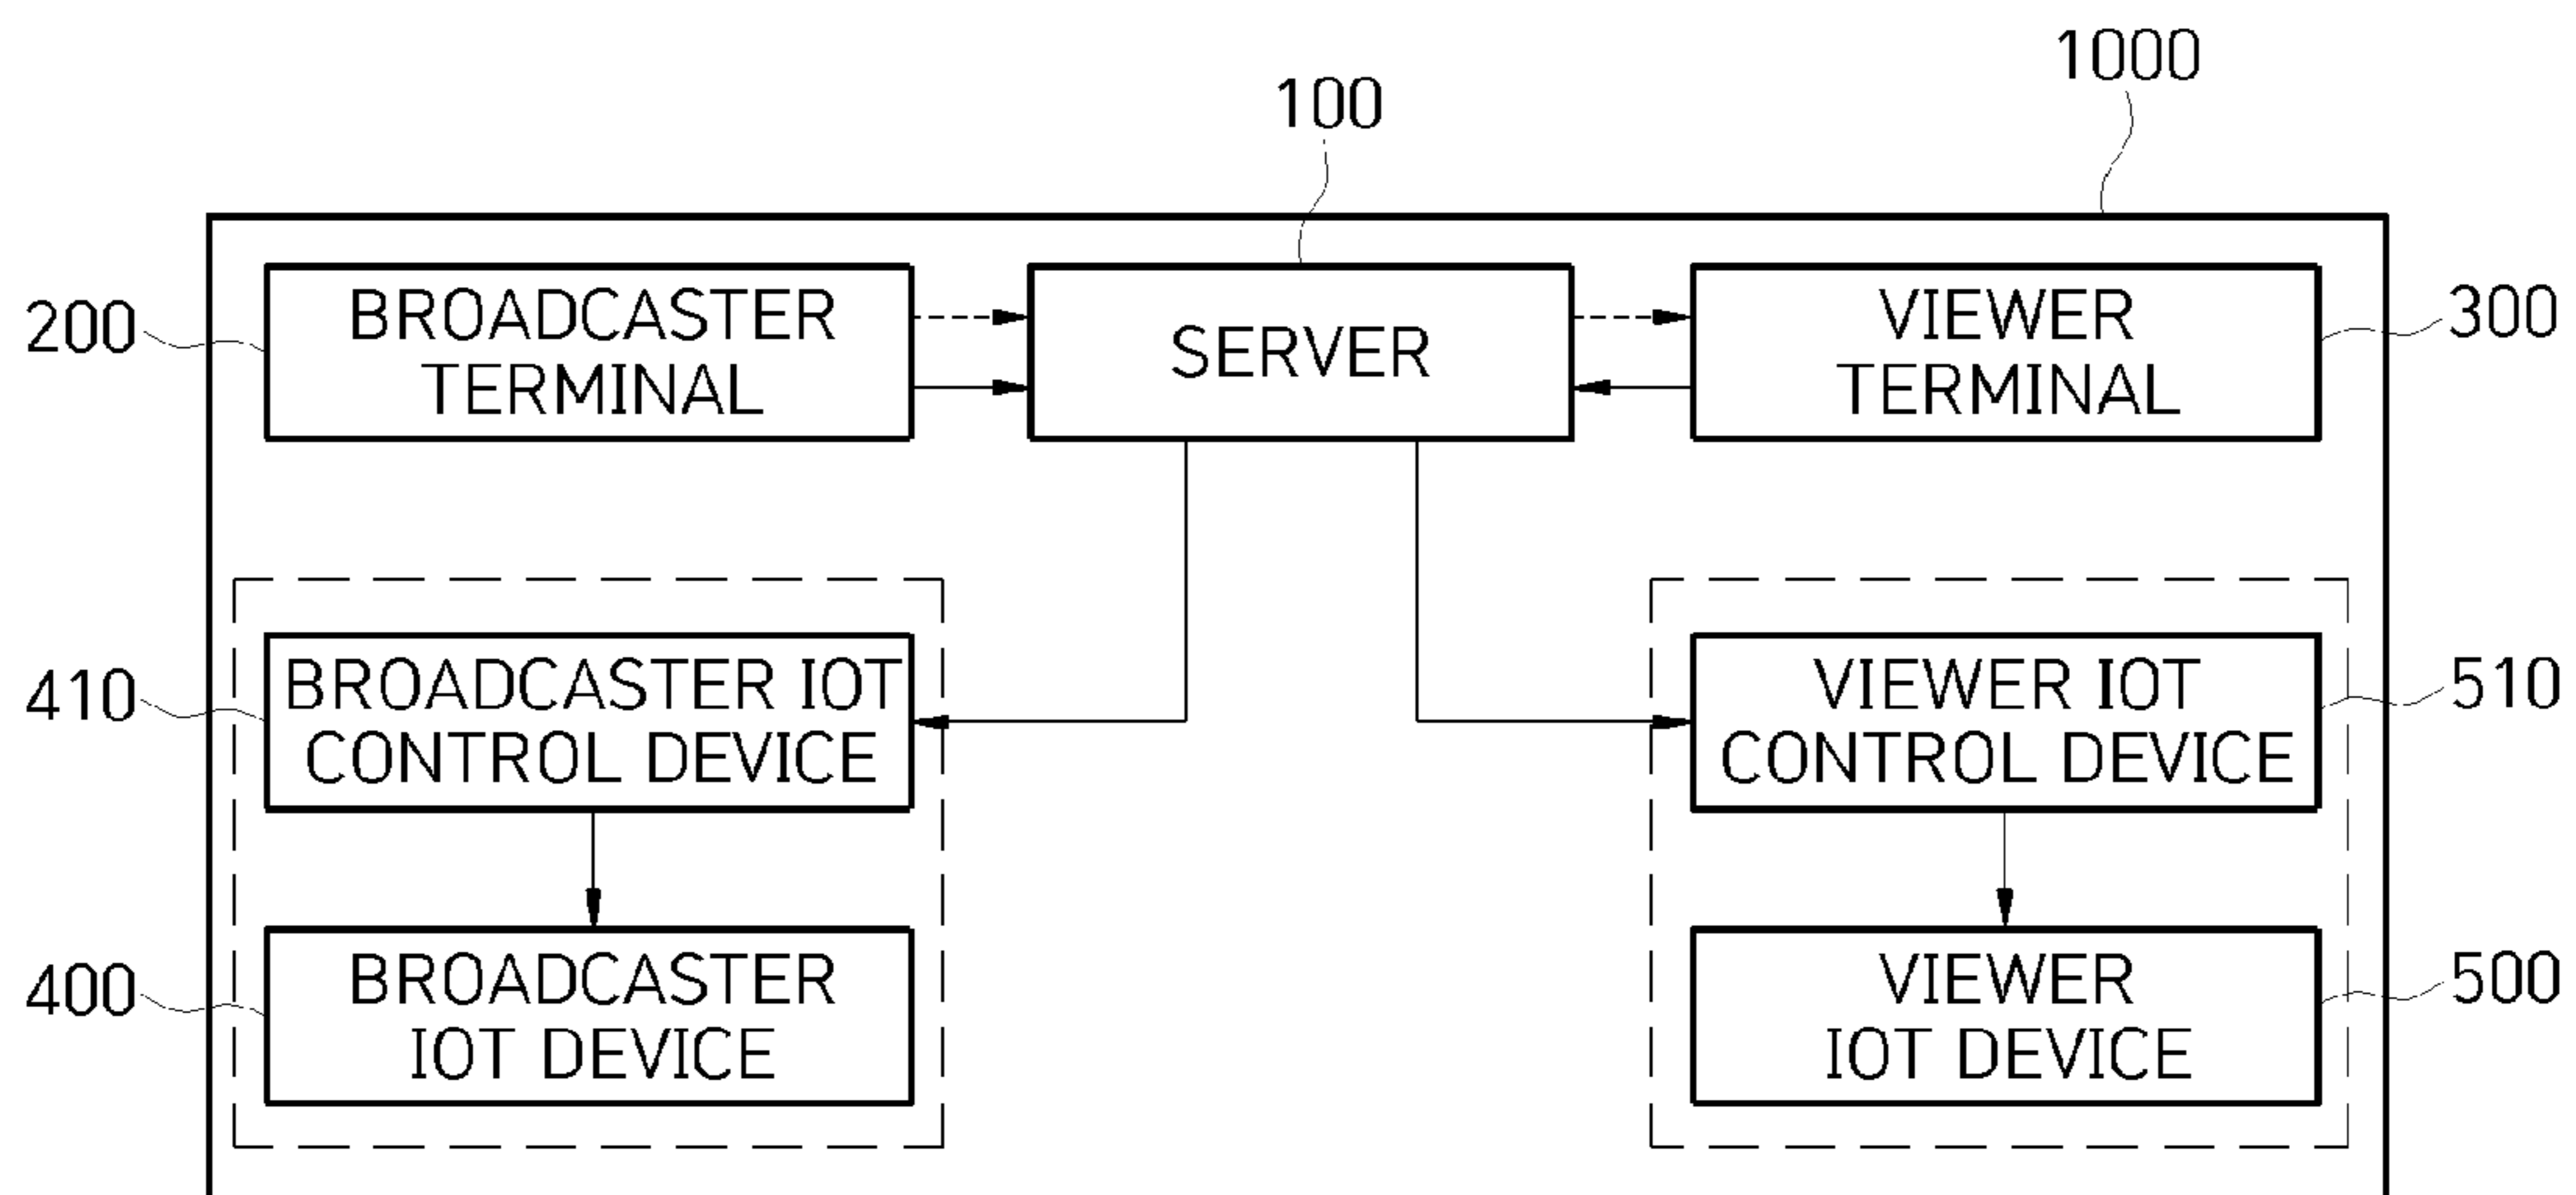 1000
100
200
BROADCASTER
TERMINAL
SERVER
VIEWER
TERMINAL
300
410
BROADCASTER IOT
CONTROL DEVICE
VIEWER IOT
CONTROL DEVICE
510
400
BROADCASTER
IOT DEVICE
VIEWER
IOT DEVICE
500